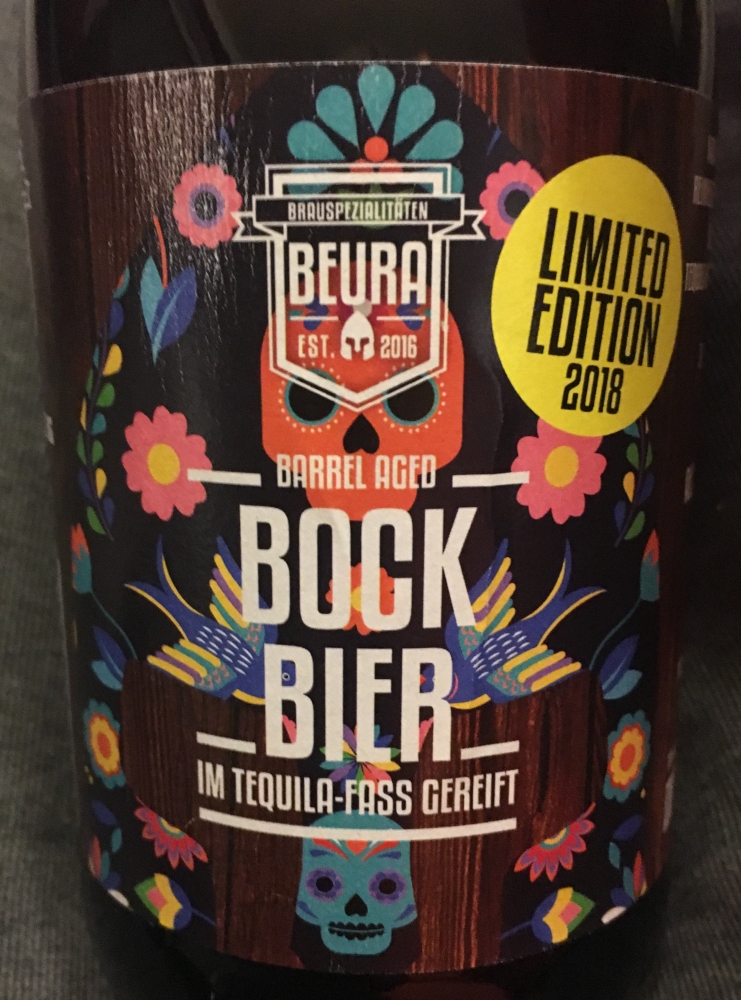 BRAUSPEZIALITÄTEN
BEURA
EST. 2016
LIMITED
EDITION
2018
BARREL AGED
BOCK
BIER
IM TEQUILA-FASS GEREIFT